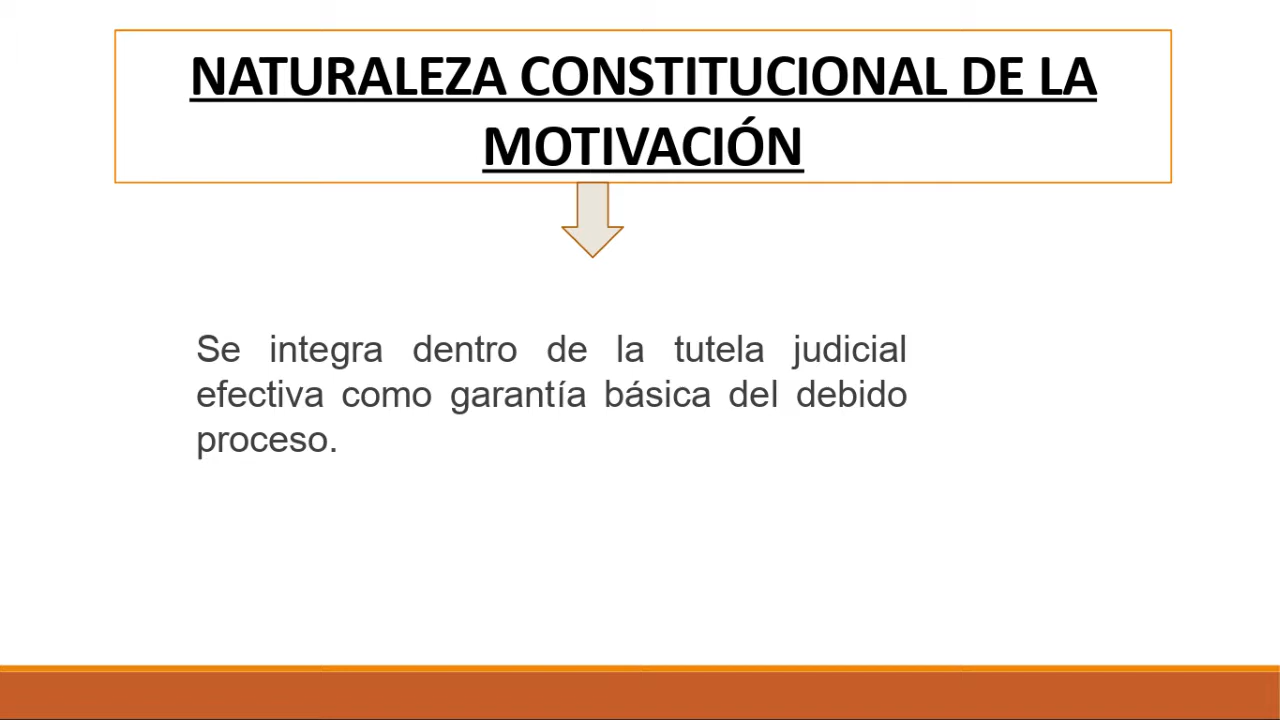 NATURALEZA CONSTITUCIONAL DE LA
MOTIVACIÓN
Se integra dentro de la tutela judicial
efectiva como garantía básica del debido
proceso.